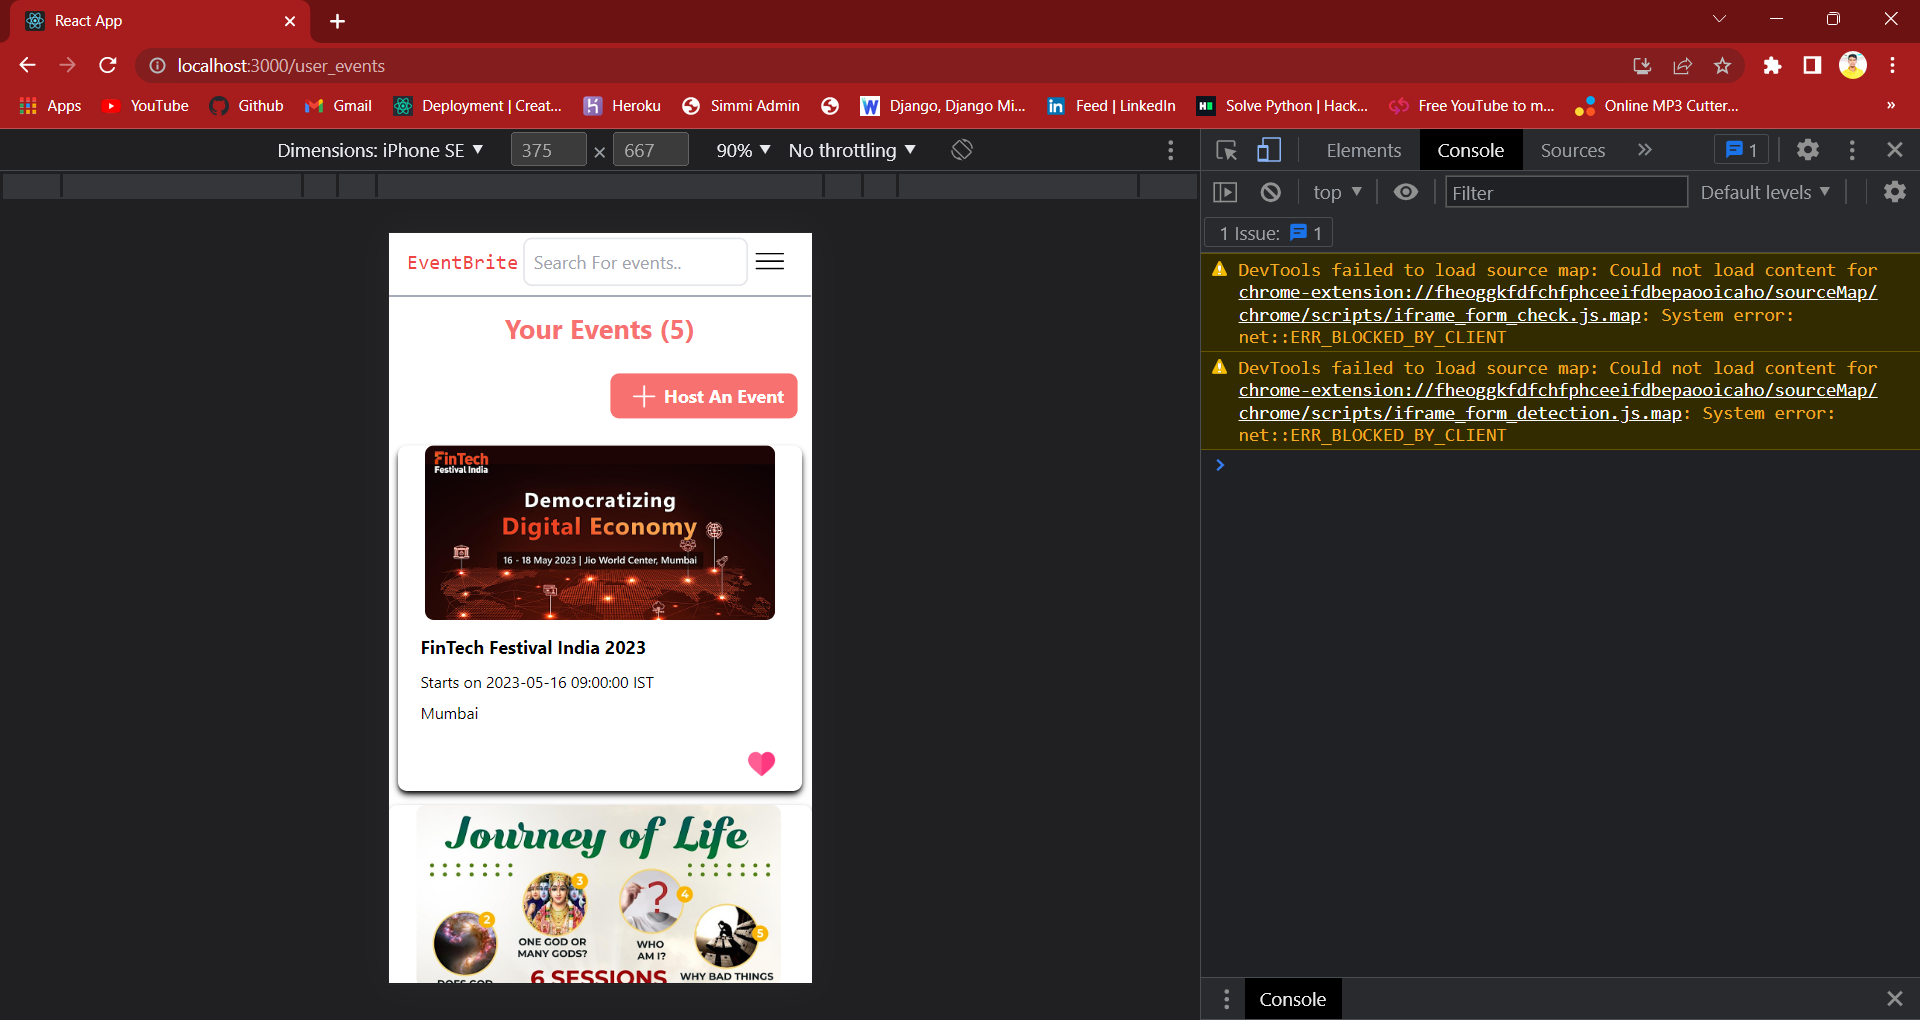 React App
localhost:3000/user_events
Apps YouTube Github Gmail Deployment | Creat... Heroku Simmi Admin Django, Django Mi... Feed | LinkedIn Solve Python | Hack... Free YouTube to m... Online MP3 Cutter... »
Dimensions: iPhone SE 375 × 667 90% No throttling
Elements Console Sources » 1
top Filter Default levels
1 Issue: 1
DevTools failed to load source map: Could not load content for
chrome-extension://fheoggkfdfchfphceeifdbepaooicaho/sourceMap/
chrome/scripts/iframe_form_check.js.map: System error:
net::ERR_BLOCKED_BY_CLIENT
DevTools failed to load source map: Could not load content for
chrome-extension://fheoggkfdfchfphceeifdbepaooicaho/sourceMap/
chrome/scripts/iframe_form_detection.js.map: System error:
net::ERR_BLOCKED_BY_CLIENT
Console
EventBrite Search For events..
Your Events (5)
Host An Event
FinTech
Festival India
Democratizing
Digital Economy
16 - 18 May 2023 | Jio World Center, Mumbai
FinTech Festival India 2023
Starts on 2023-05-16 09:00:00 IST
Mumbai
Journey of Life
2
3
4
5
ONE GOD OR
MANY GODS?
?
WHO
AM I?
WHY BAD THINGS
DOES GOD
6 SESSIONS